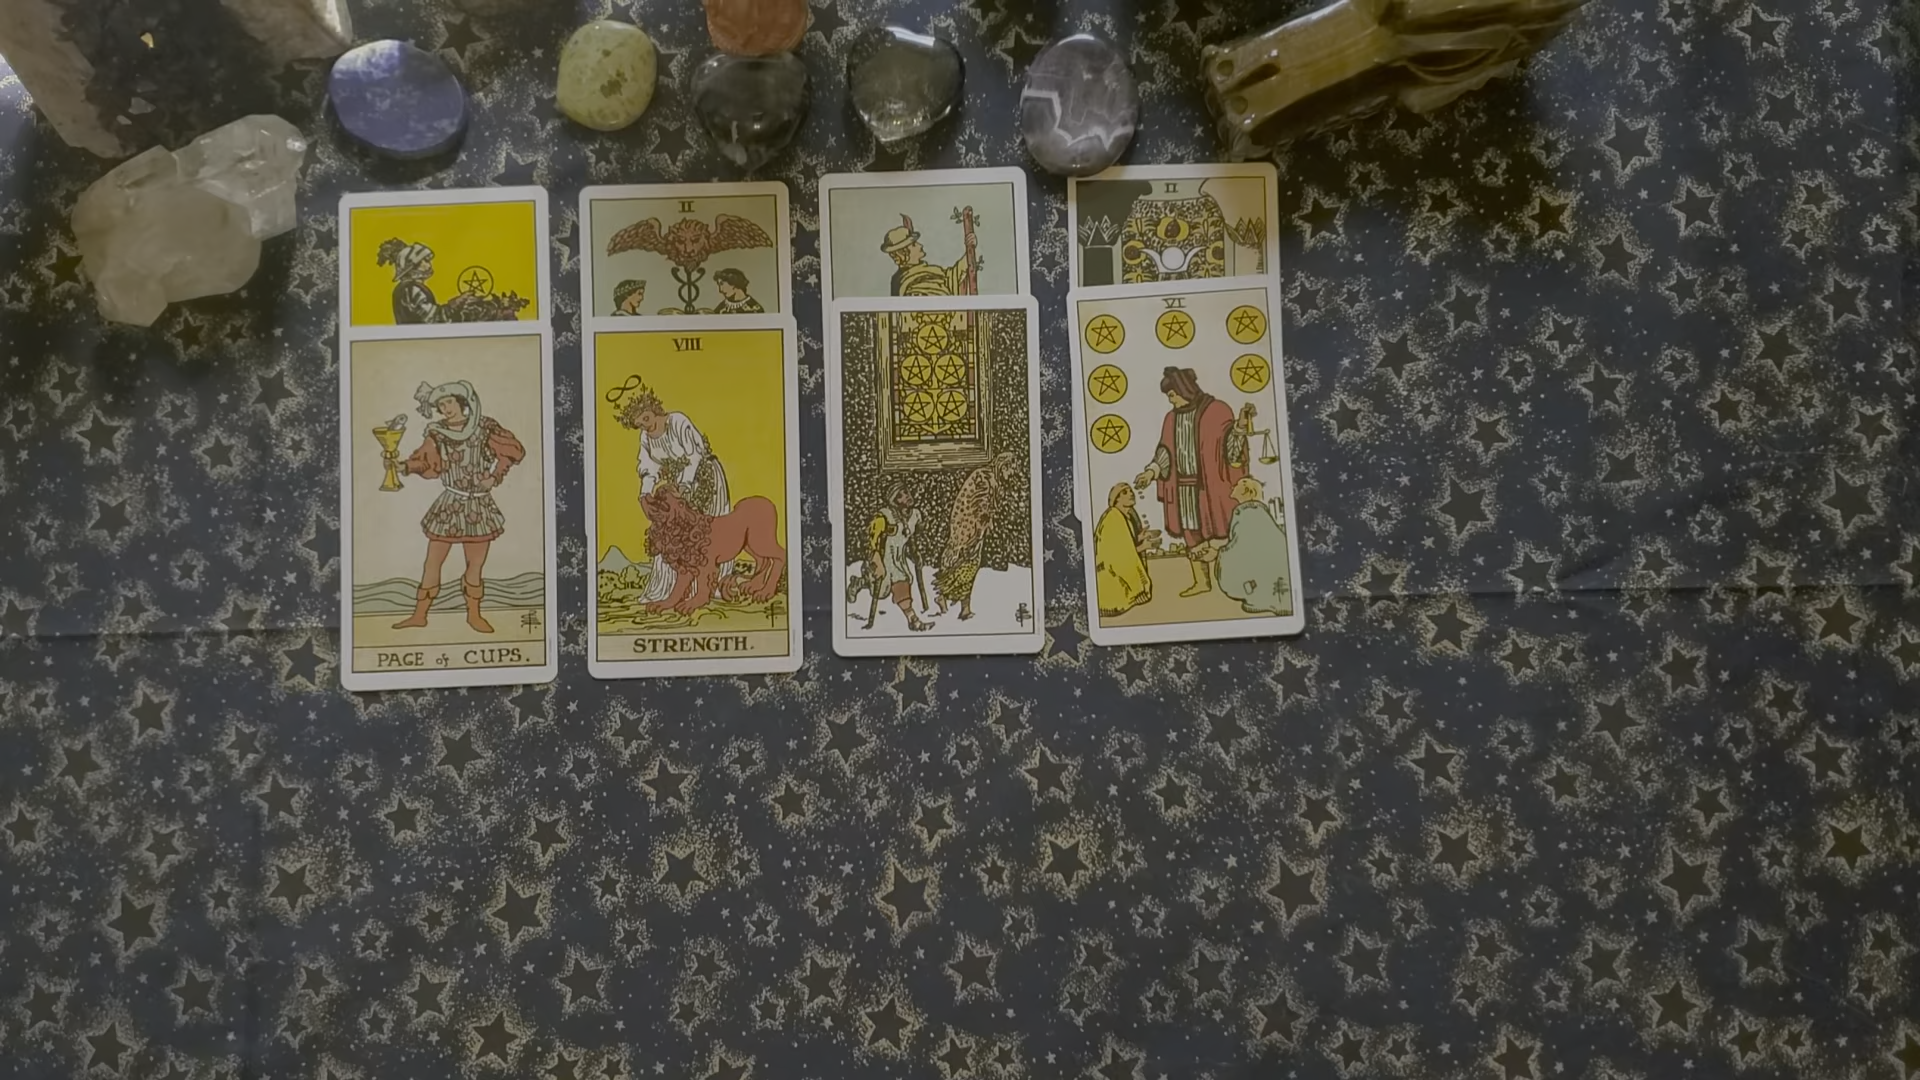 II
II
VIII
VI
STRENGTH.
PAGE of CUPS.